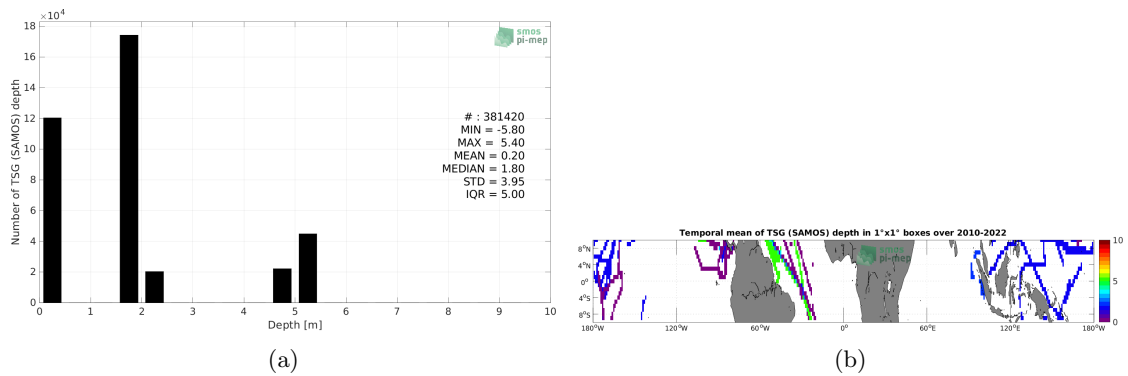 ×10⁴
18
16
14
12
10
8
6
4
2
0
Number of TSG (SAMOS) depth
0 1 2 3 4 5 6 7 8 9 10
Depth [m]
smos
pi-mep
# : 381420
MIN = -5.80
MAX = 5.40
MEAN = 0.20
MEDIAN = 1.80
STD = 3.95
IQR = 5.00
(a)
Temporal mean of TSG (SAMOS) depth in 1°x1° boxes over 2010-2022
smos
pi-mep
8°N
4°N
0°
4°S
8°S
180°W 120°W 60°W 0° 60°E 120°E 180°W
10
5
0
(b)